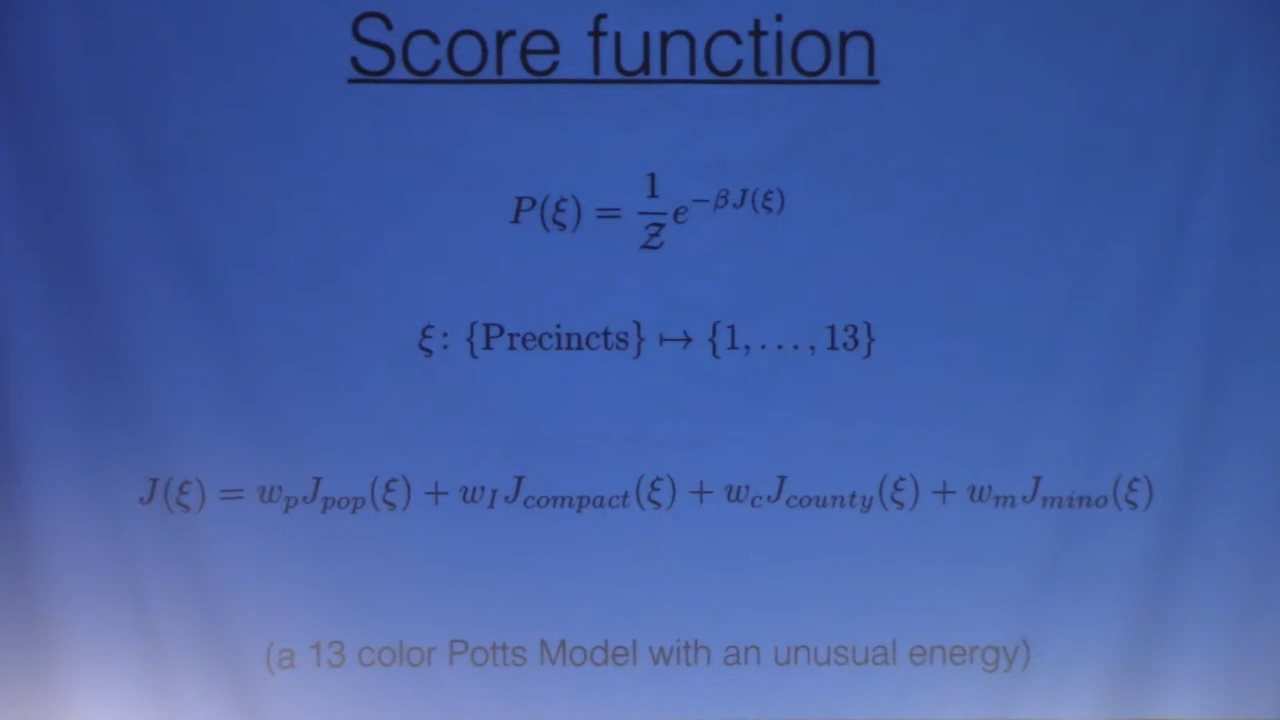 Score function
P(ξ) = 1/𝒵 e^{-βJ(ξ)}
ξ: {Precincts} ↦ {1, . . . , 13}
J(ξ) = w_p J_{pop}(ξ) + w_I J_{compact}(ξ) + w_c J_{county}(ξ) + w_m J_{mino}(ξ)
(a 13 color Potts Model with an unusual energy)